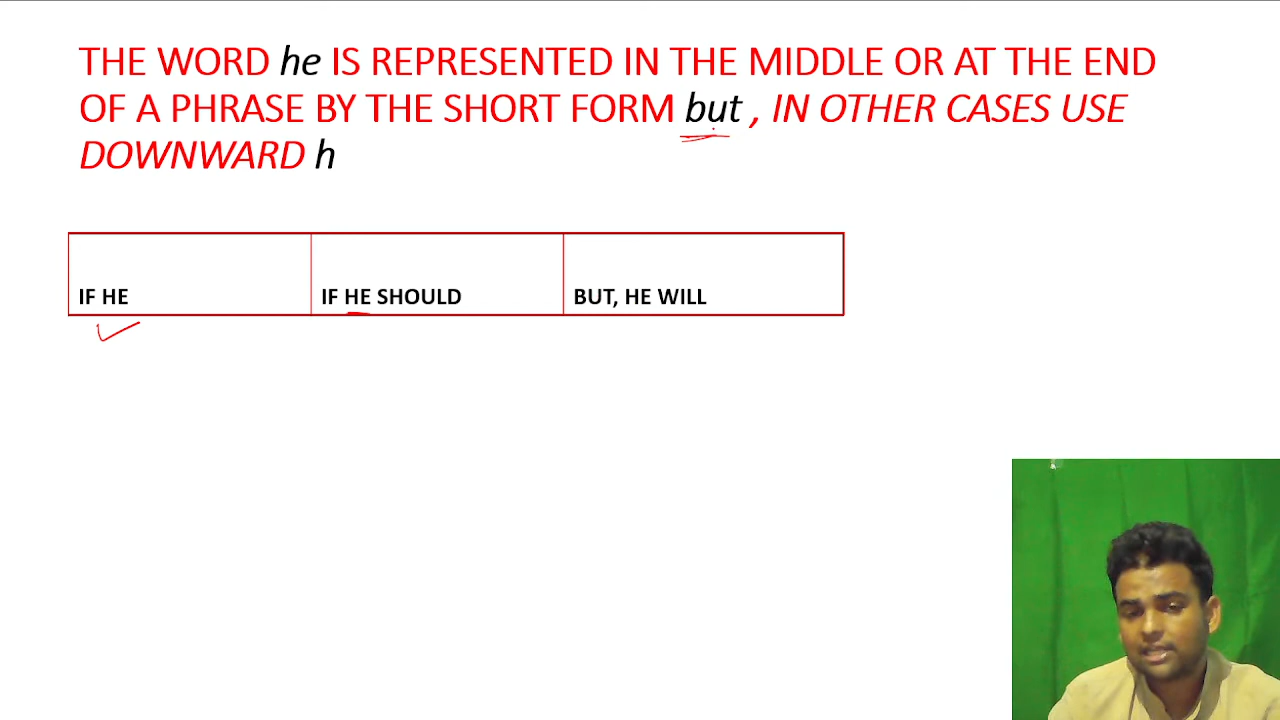 THE WORD he IS REPRESENTED IN THE MIDDLE OR AT THE END
OF A PHRASE BY THE SHORT FORM but , IN OTHER CASES USE
DOWNWARD h
IF HE
IF HE SHOULD
BUT, HE WILL